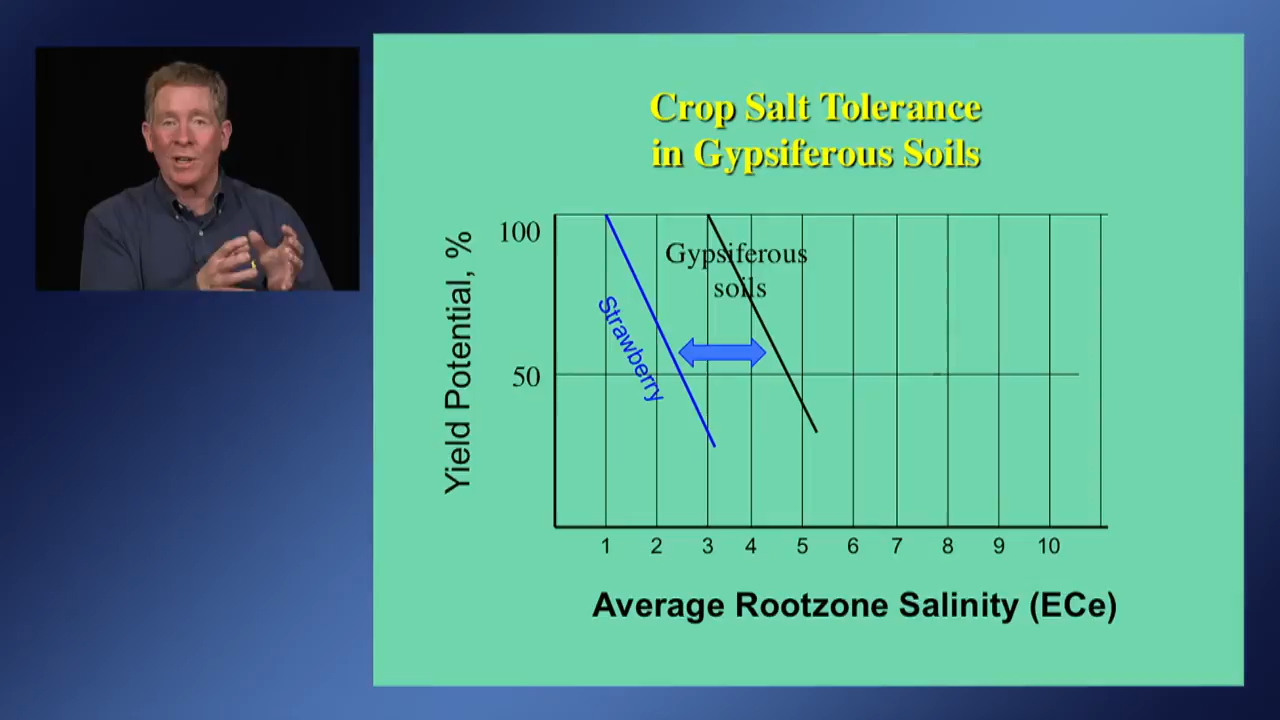 Crop Salt Tolerance
in Gypsiferous Soils
Yield Potential, %
100
50
Gypsiferous
soils
Strawberry
1 2 3 4 5 6 7 8 9 10
Average Rootzone Salinity (ECe)